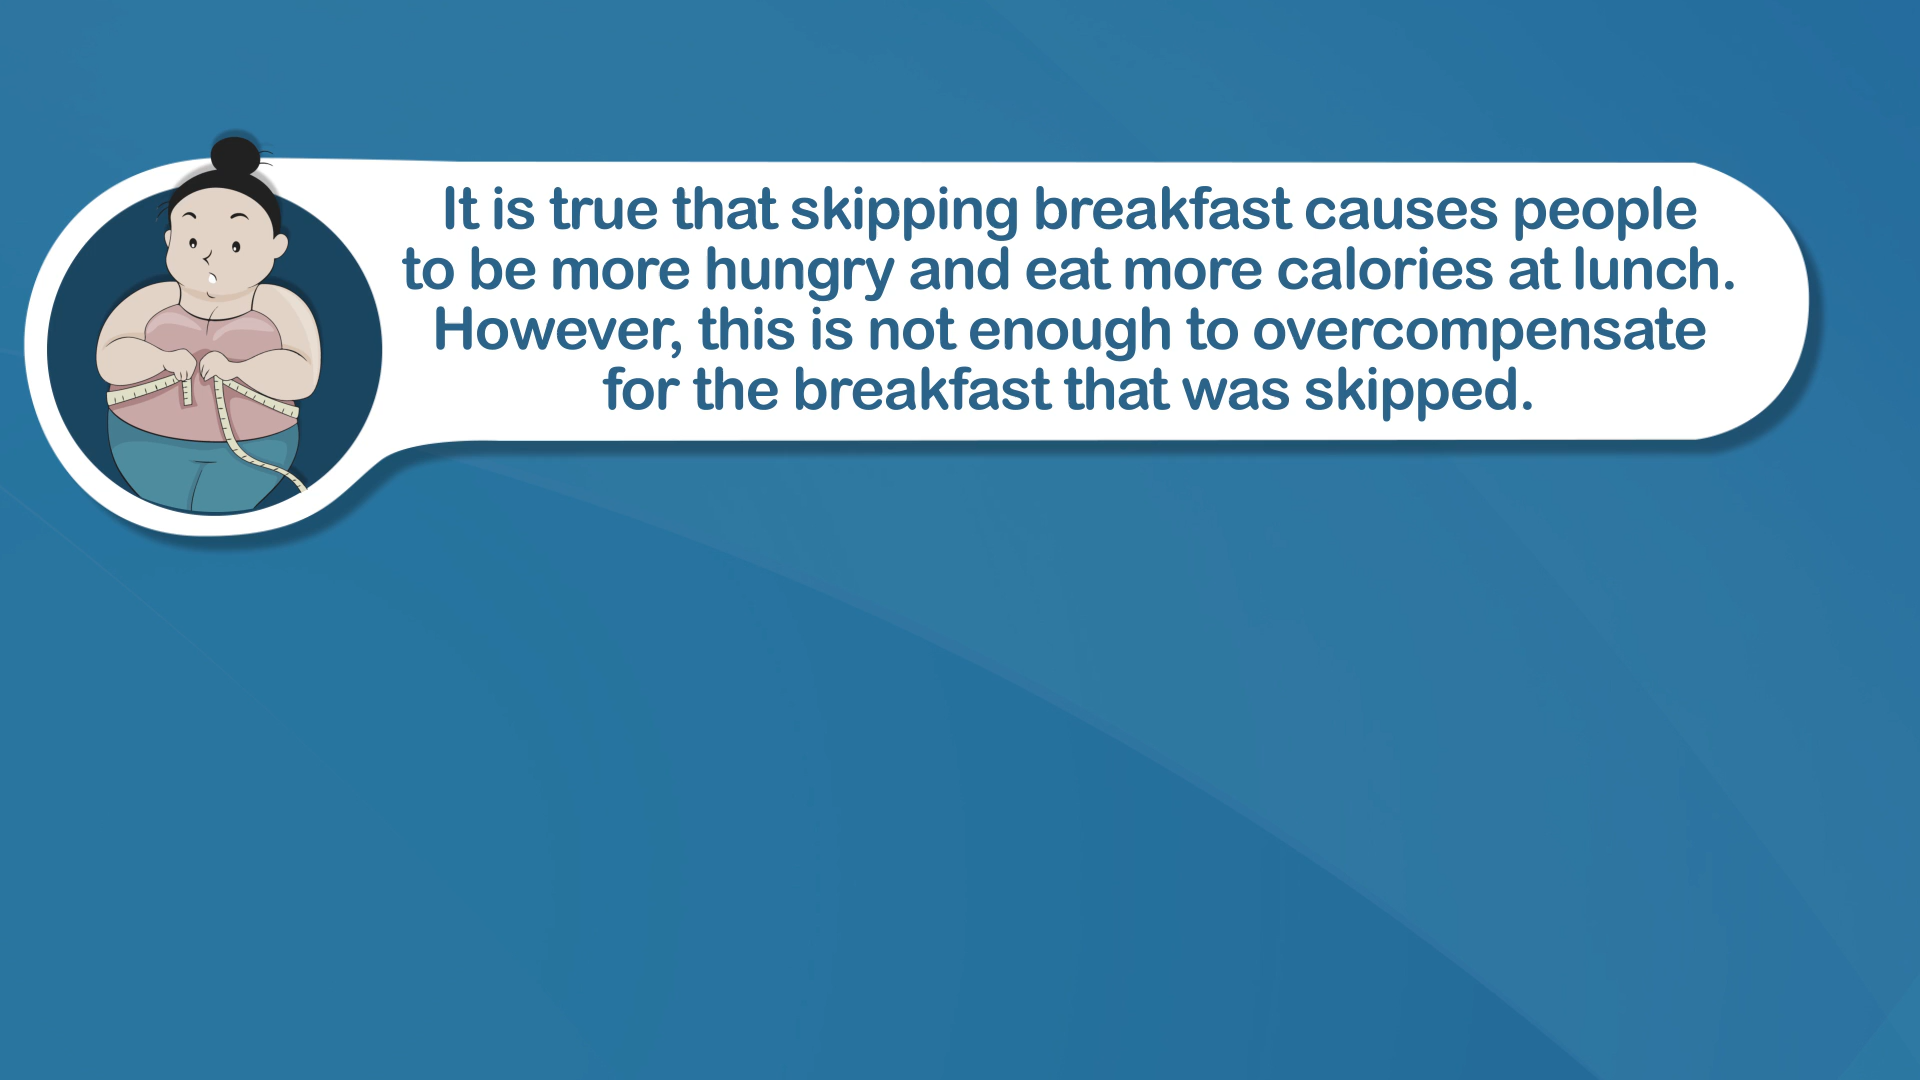 It is true that skipping breakfast causes people
to be more hungry and eat more calories at lunch.
However, this is not enough to overcompensate
for the breakfast that was skipped.